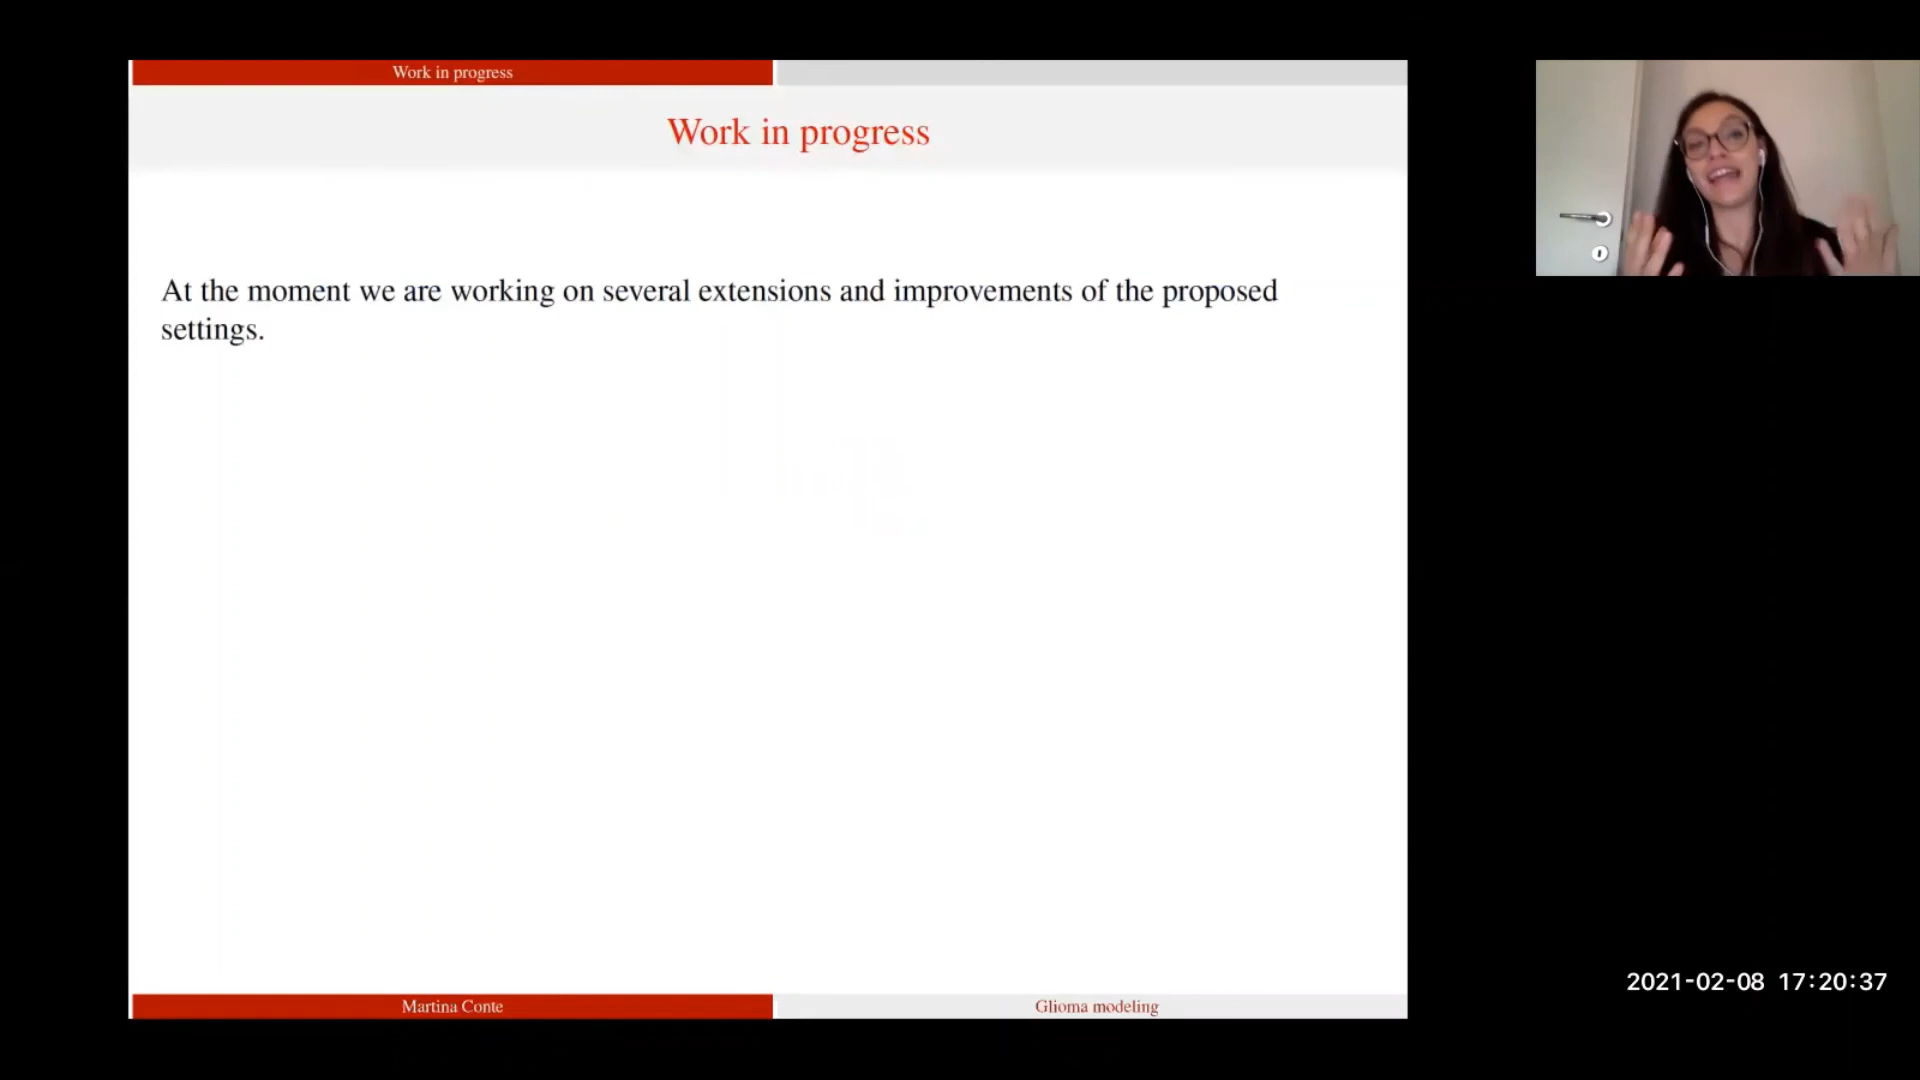 Work in progress
Work in progress
At the moment we are working on several extensions and improvements of the proposed
settings.
Martina Conte
Glioma modeling
2021-02-08 17:20:37